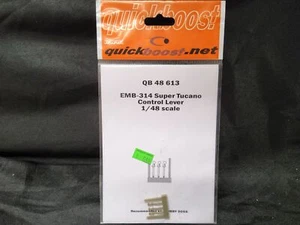 quickboost
quickboost.net
QB 48 613
EMB-314 Super Tucano
Control Lever
1/48 scale